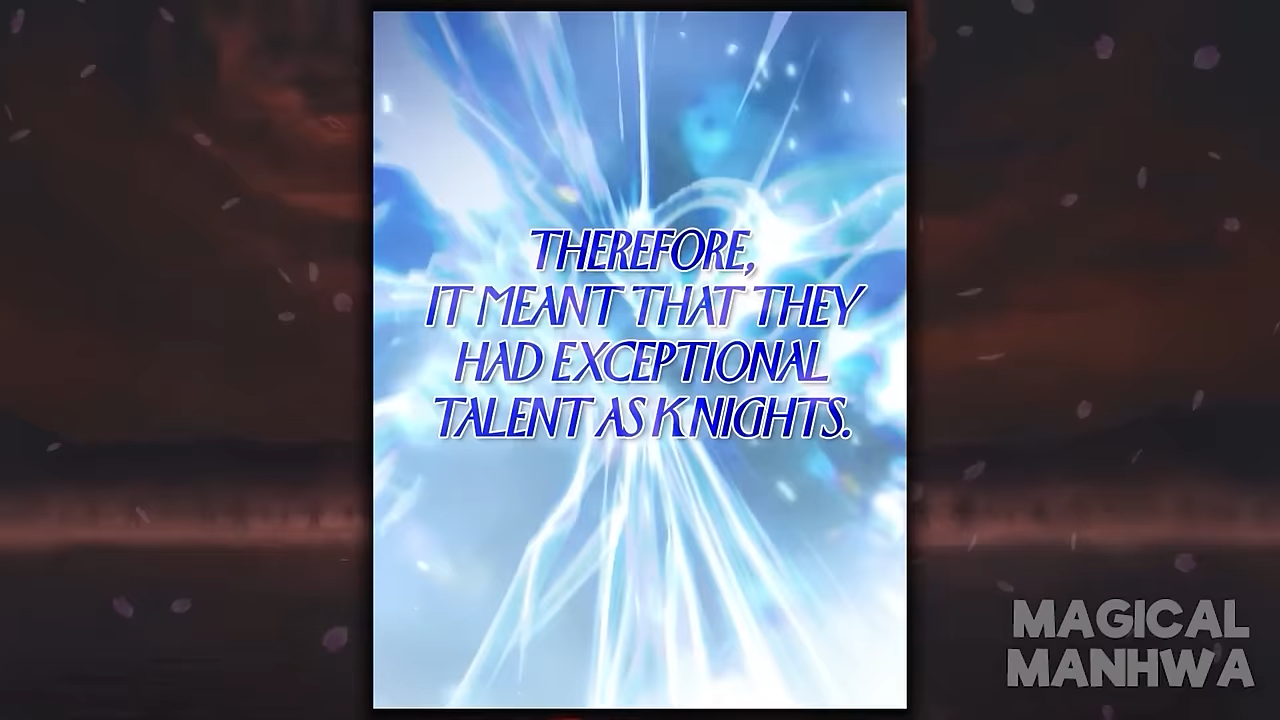 THEREFORE,
IT MEANT THAT THEY
HAD EXCEPTIONAL
TALENT AS KNIGHTS.
MAGICAL
MANHWA